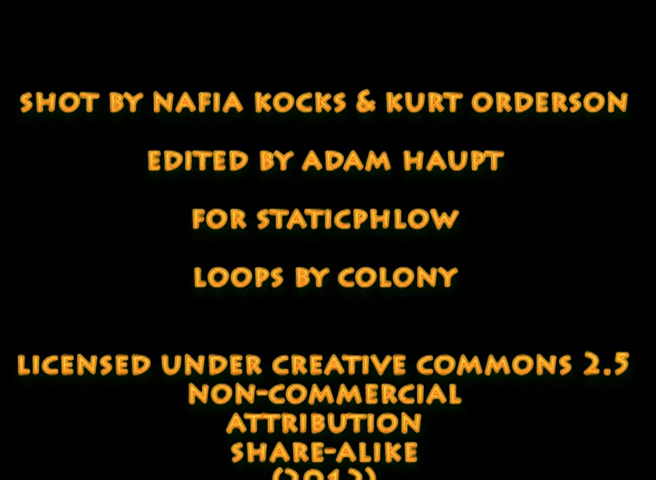 SHOT BY NAFIA KOCKS & KURT ORDERSON
EDITED BY ADAM HAUPT
FOR STATICPHLOW
LOOPS BY COLONY
LICENSED UNDER CREATIVE COMMONS 2.5
NON-COMMERCIAL
ATTRIBUTION
SHARE-ALIKE
(2012)